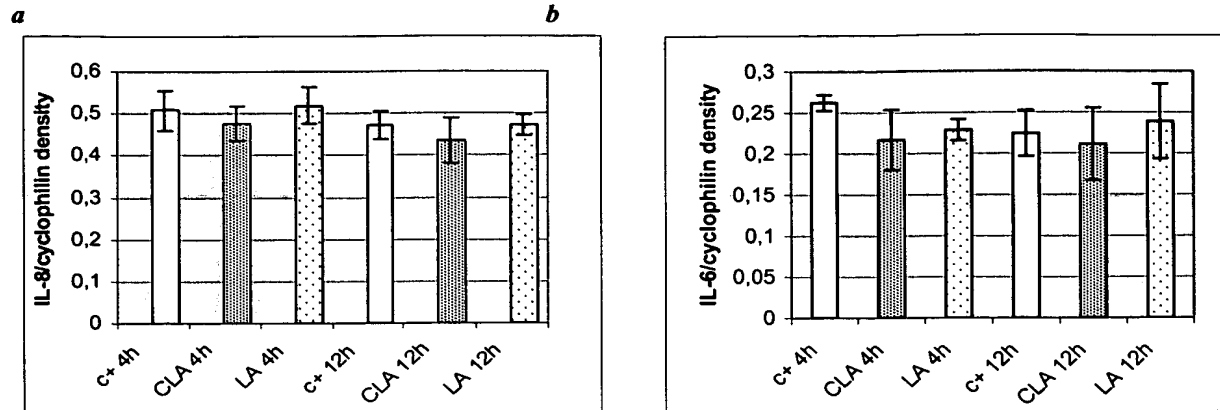 a
b
IL-8/cyclophilin density
0,6
0,5
0,4
0,3
0,2
0,1
0
c+ 4h
CLA 4h
LA 4h
c+ 12h
CLA 12h
LA 12h
IL-6/cyclophilin density
0,3
0,25
0,2
0,15
0,1
0,05
0
c+ 4h
CLA 4h
LA 4h
c+ 12h
CLA 12h
LA 12h